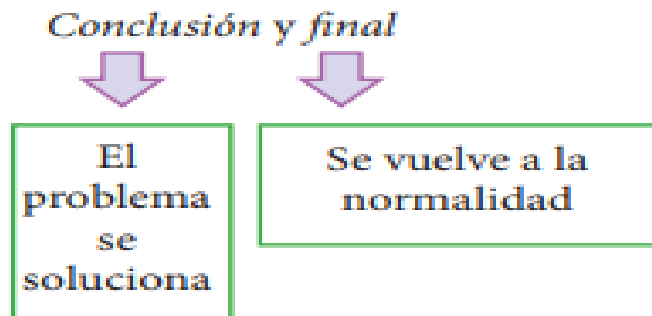 Conclusión y final
El
problema
se
soluciona
Se vuelve a la
normalidad